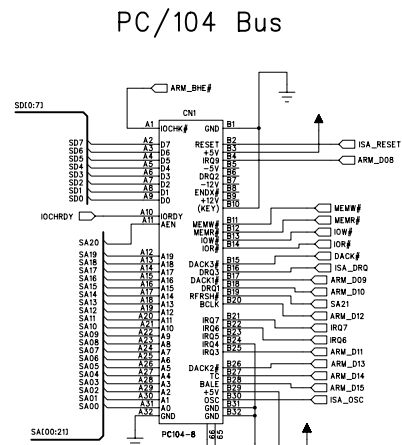 PC/104 Bus
ARM_BHE#
SD[0:7]
CN1
A1 IOCHK# GND B1
SD7 A2 D7 RESET B2 ISA_RESET
SD6 A3 D6 +5V B3
SD5 A4 D5 IRQ9 B4 ARM_D08
SD4 A5 D4 -5V B5
SD3 A6 D3 DRQ2 B6
SD2 A7 D2 -12V B7
SD1 A8 D1 ENDX# B8
SD0 A9 D0 +12V B9
IOCHRDY A10 IORDY (KEY) B10
SA20 A11 AEN MEMW# B11 MEMW#
SA19 A12 A19 MEMR# B12 MEMR#
SA18 A13 A18 IOW# B13 IOW#
SA17 A14 A17 IOR# B14 IOR#
SA16 A15 A16 DACK3# B15 DACK#
SA15 A16 A15 DRQ3 B16 ISA_DRQ
SA14 A17 A14 DACK1# B17 ARM_D09
SA13 A18 A13 DRQ1 B18 ARM_D10
SA12 A19 A12 RFRSH# B19 SA21
SA11 A20 A11 BCLK B20 ARM_D12
SA10 A21 A10 IRQ7 B21 IRQ7
SA09 A22 A9 IRQ6 B22 IRQ6
SA08 A23 A8 IRQ5 B23
SA07 A24 A7 IRQ4 B24
SA06 A25 A6 IRQ3 B25 ARM_D11
SA05 A26 A5 DACK2# B26 ARM_D13
SA04 A27 A4 TC B27 ARM_D14
SA03 A28 A3 BALE B28 ARM_D15
SA02 A29 A2 +5V B29
SA01 A30 A1 OSC B30 ISA_OSC
SA00 A31 A0 GND B31
A32 GND GND B32
SA[00:21]
PC104-8
66
65